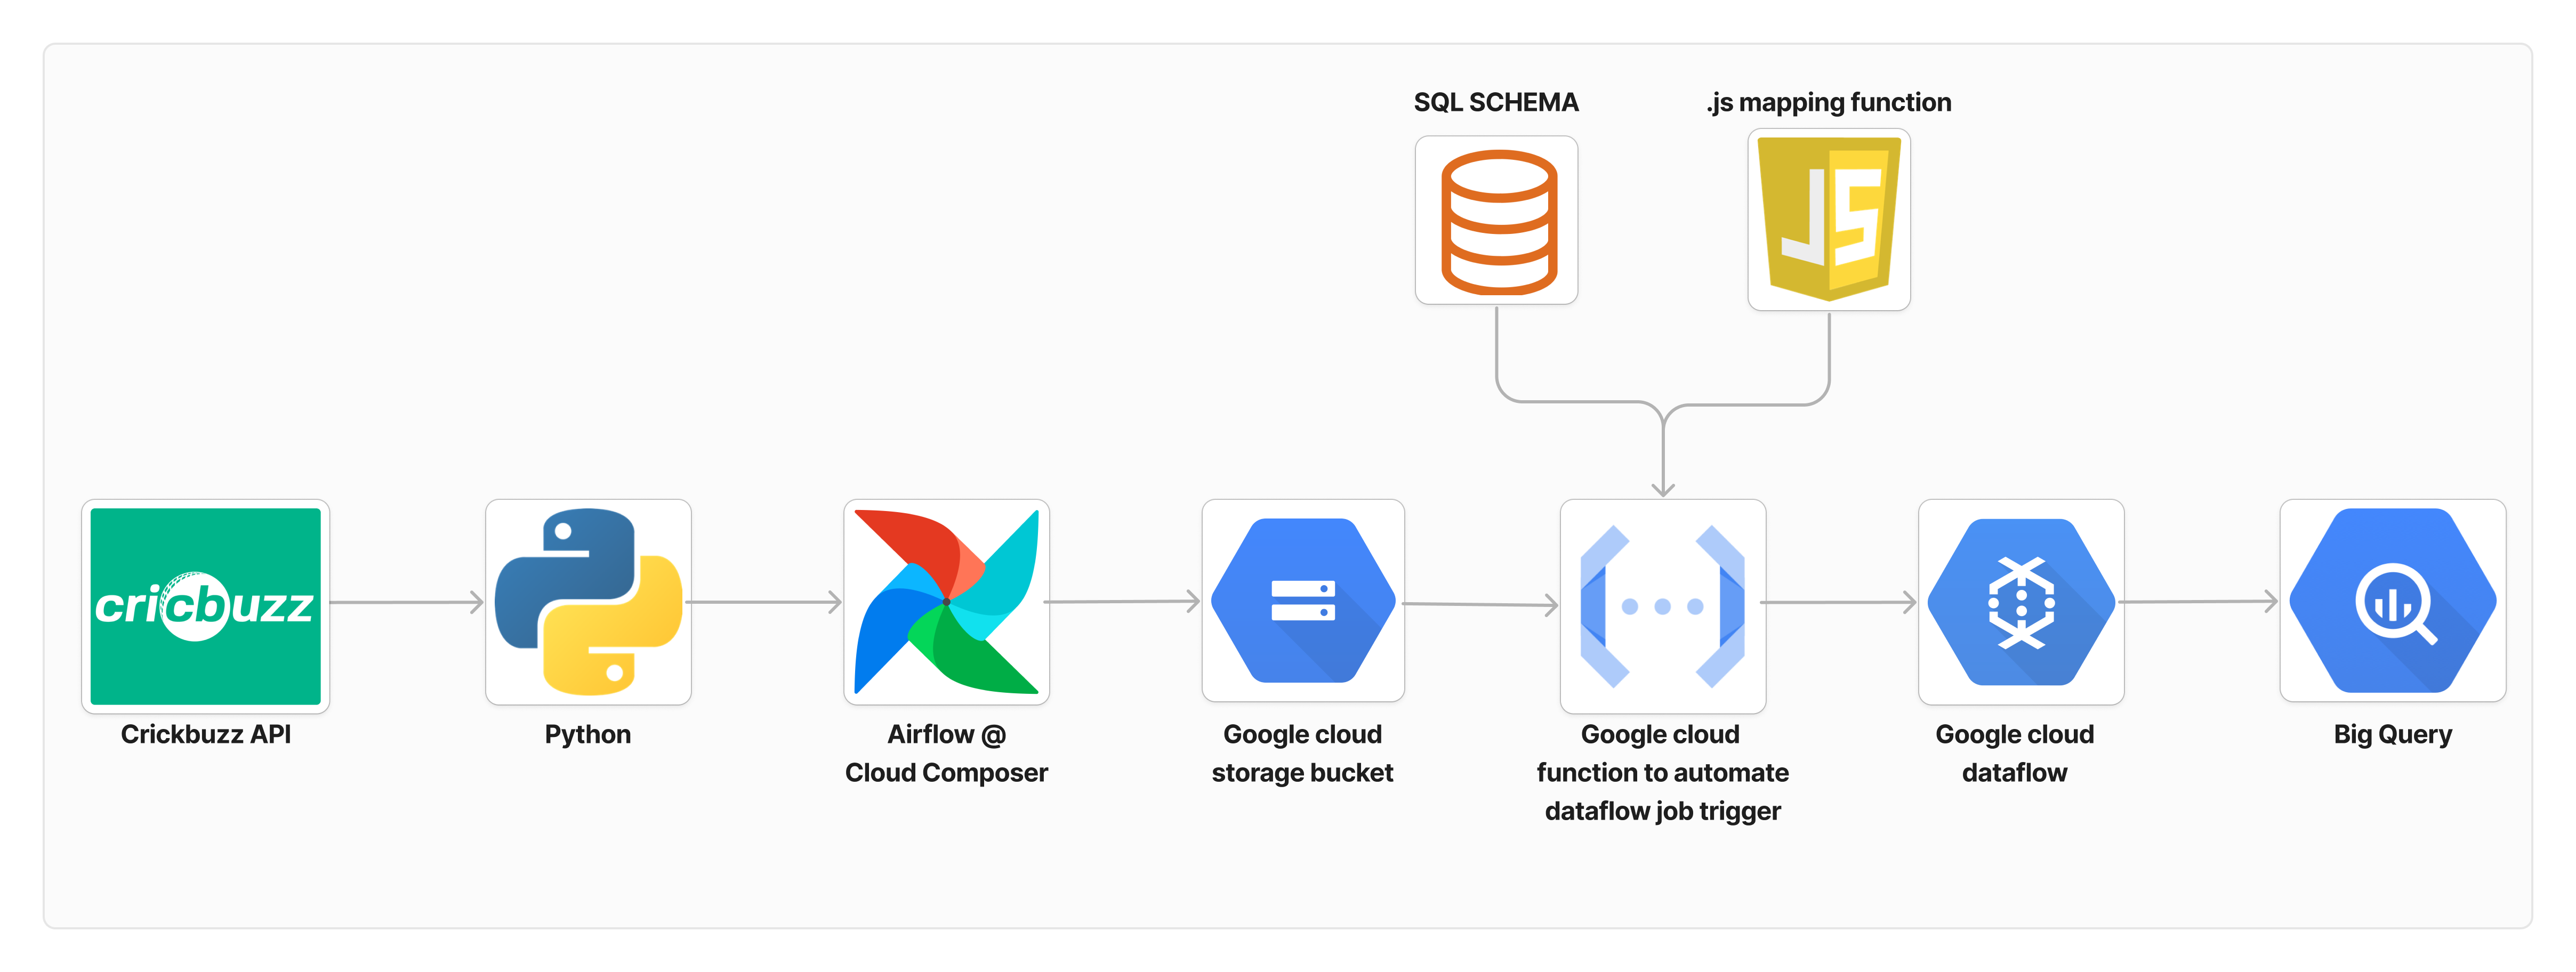 SQL SCHEMA
.js mapping function
JS
cricbuzz
Crickbuzz API
Python
Airflow @
Cloud Composer
Google cloud
storage bucket
Google cloud
function to automate
dataflow job trigger
Google cloud
dataflow
Big Query